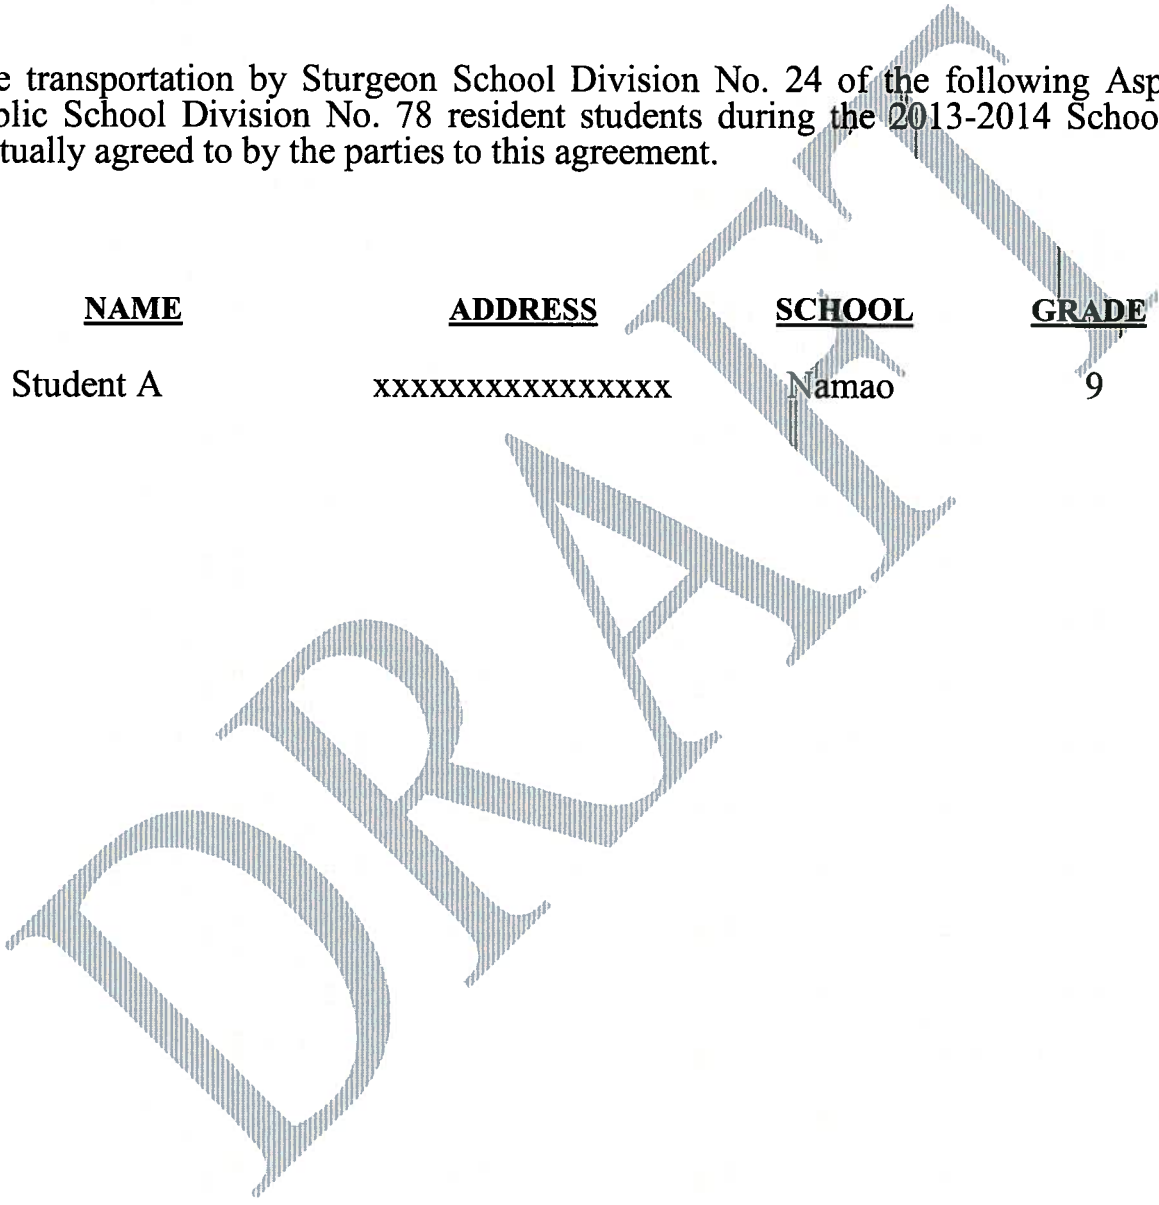 e transportation by Sturgeon School Division No. 24 of the following Asp
olic School Division No. 78 resident students during the 2013-2014 Schoo
tually agreed to by the parties to this agreement.
NAME ADDRESS SCHOOL GRADE
Student A xxxxxxxxxxxxxxxx Namao 9
DRAFT